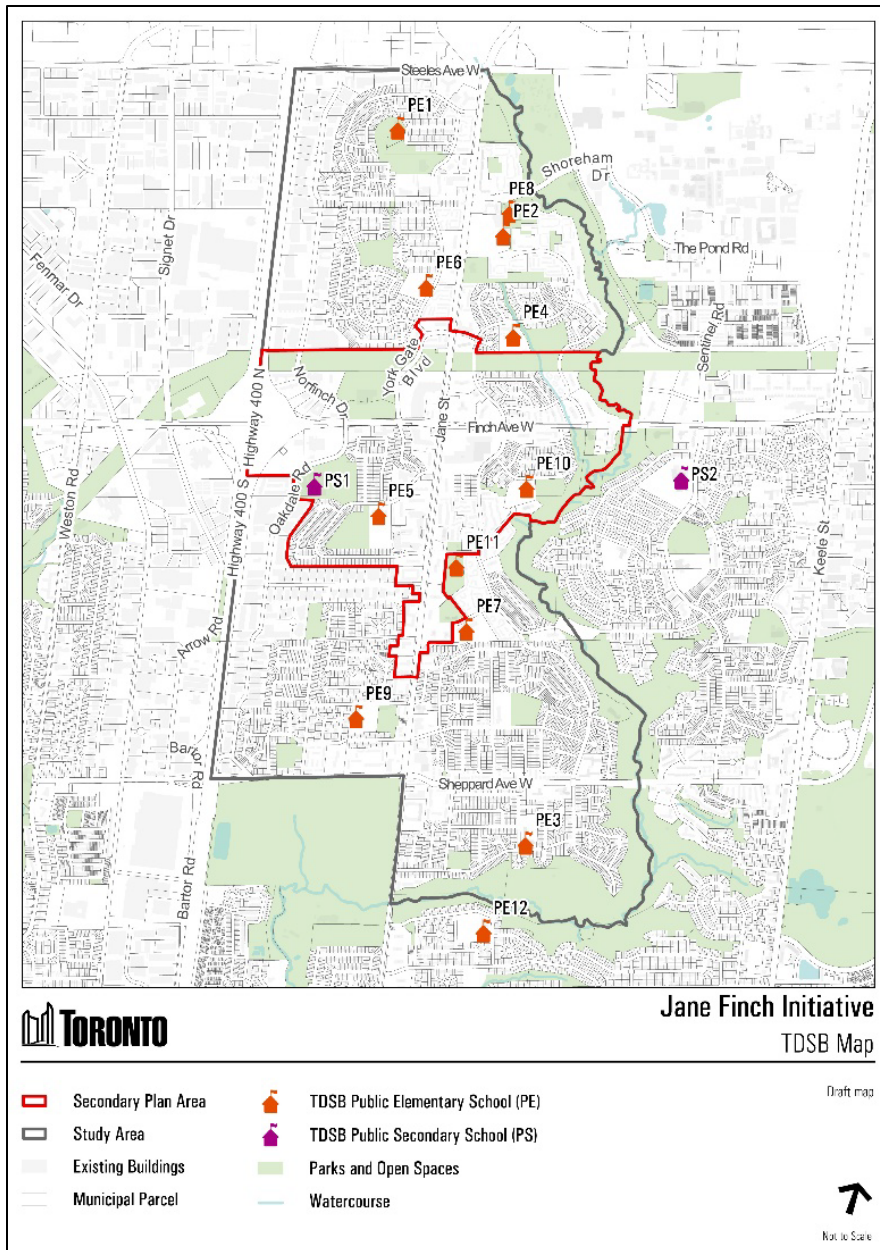 Steeles Ave W
PE1
Shoreham Dr
PE8
PE2
Signet Dr
Fenmar Dr
The Pond Rd
PE6
PE4
Sentinel Rd
York Gate Blvd
Norfinch Dr
Highway 400 N
Jane St
Finch Ave W
Weston Rd
PS1
PE5
PE10
PS2
Oakdale Rd
Highway 400 S
Keele St
PE11
PE7
Arrow Rd
PE9
Bartor Rd
Sheppard Ave W
PE3
Bartor Rd
PE12
TORONTO
Jane Finch Initiative
TDSB Map
Draft map
Secondary Plan Area
TDSB Public Elementary School (PE)
Study Area
TDSB Public Secondary School (PS)
Existing Buildings
Parks and Open Spaces
Municipal Parcel
Watercourse
Not to Scale